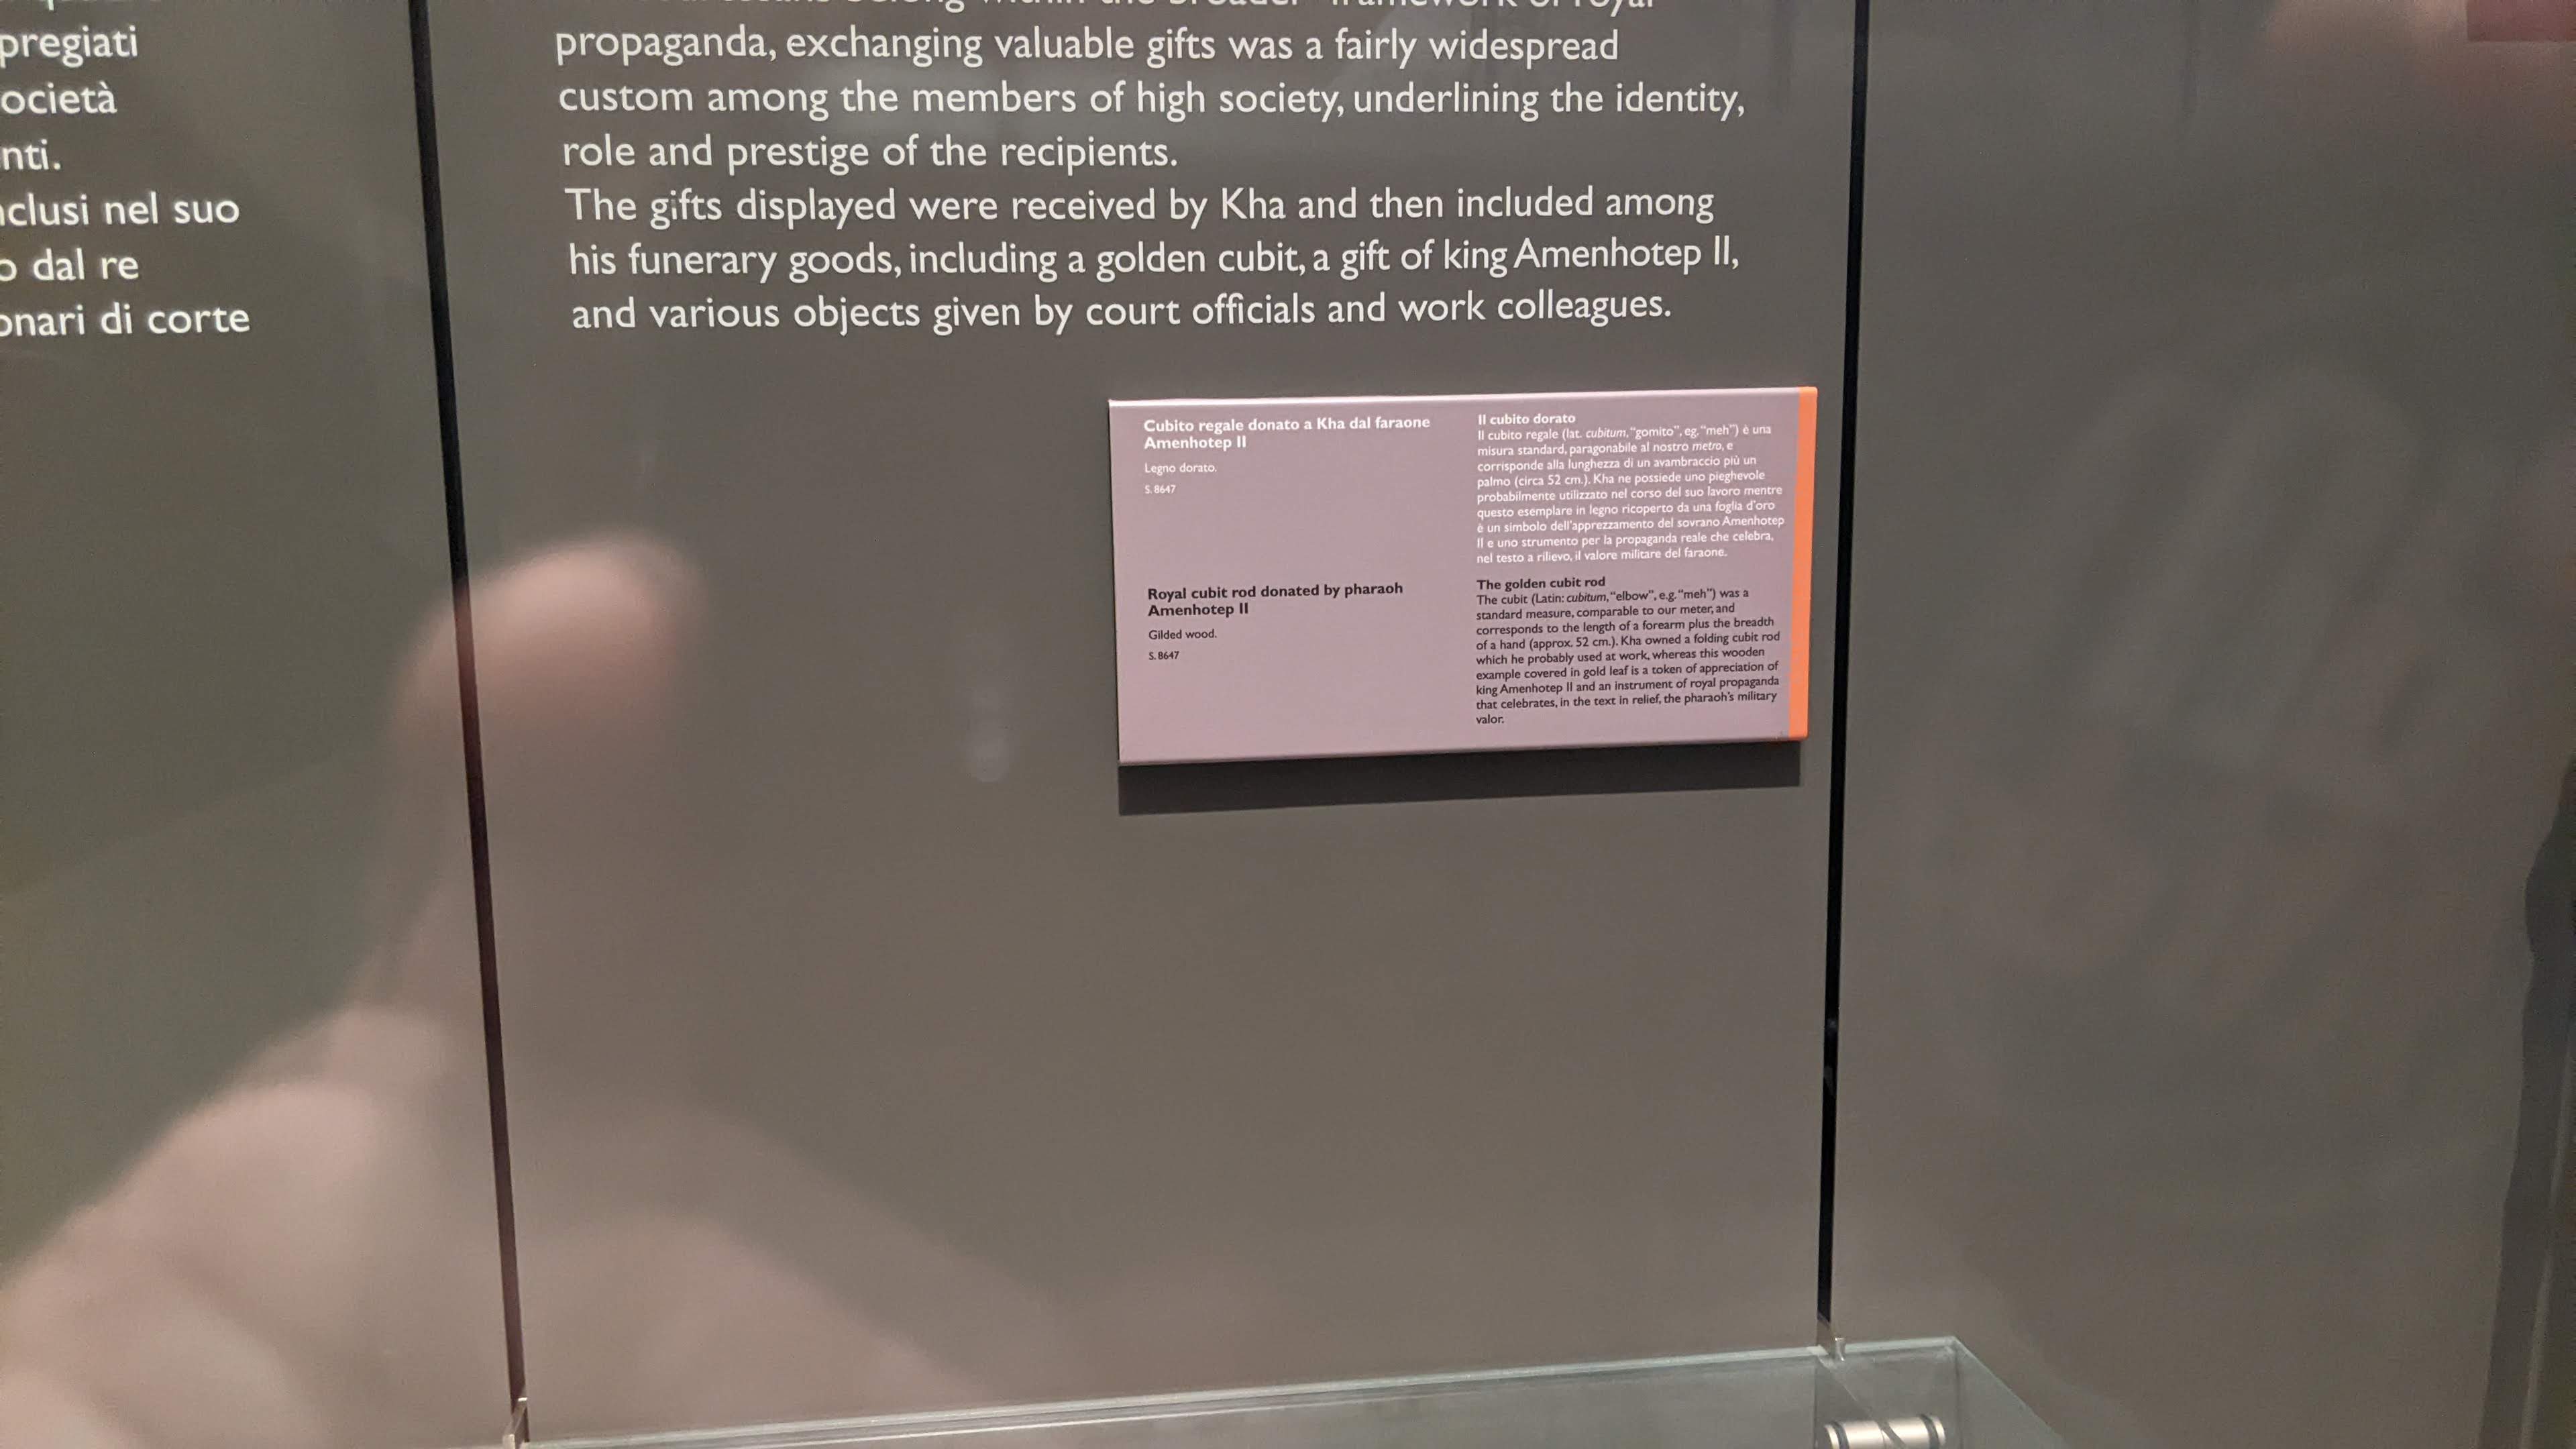 pregiati
ocietà
nti.
nclusi nel suo
o dal re
onari di corte
propaganda, exchanging valuable gifts was a fairly widespread
custom among the members of high society, underlining the identity,
role and prestige of the recipients.
The gifts displayed were received by Kha and then included among
his funerary goods, including a golden cubit, a gift of king Amenhotep II,
and various objects given by court officials and work colleagues.
Cubito regale donato a Kha dal faraone
Amenhotep II
Legno dorato.
S. 8647
Royal cubit rod donated by pharaoh
Amenhotep II
Gilded wood.
S. 8647
Il cubito dorato
Il cubito regale (lat. cubitum, “gomito”, eg. “meh”) è una
misura standard, paragonabile al nostro metro, e
corrisponde alla lunghezza di un avambraccio più un
palmo (circa 52 cm.). Kha ne possiede uno pieghevole
probabilmente utilizzato nel corso del suo lavoro mentre
questo esemplare in legno ricoperto da una foglia d'oro
è un simbolo dell'apprezzamento del sovrano Amenhotep
II e uno strumento per la propaganda reale che celebra,
nel testo a rilievo, il valore militare del faraone.
The golden cubit rod
The cubit (Latin: cubitum, “elbow”, e.g. “meh”) was a
standard measure, comparable to our meter, and
corresponds to the length of a forearm plus the breadth
of a hand (approx. 52 cm.). Kha owned a folding cubit rod
which he probably used at work, whereas this wooden
example covered in gold leaf is a token of appreciation of
king Amenhotep II and an instrument of royal propaganda
that celebrates, in the text in relief, the pharaoh's military
valor.